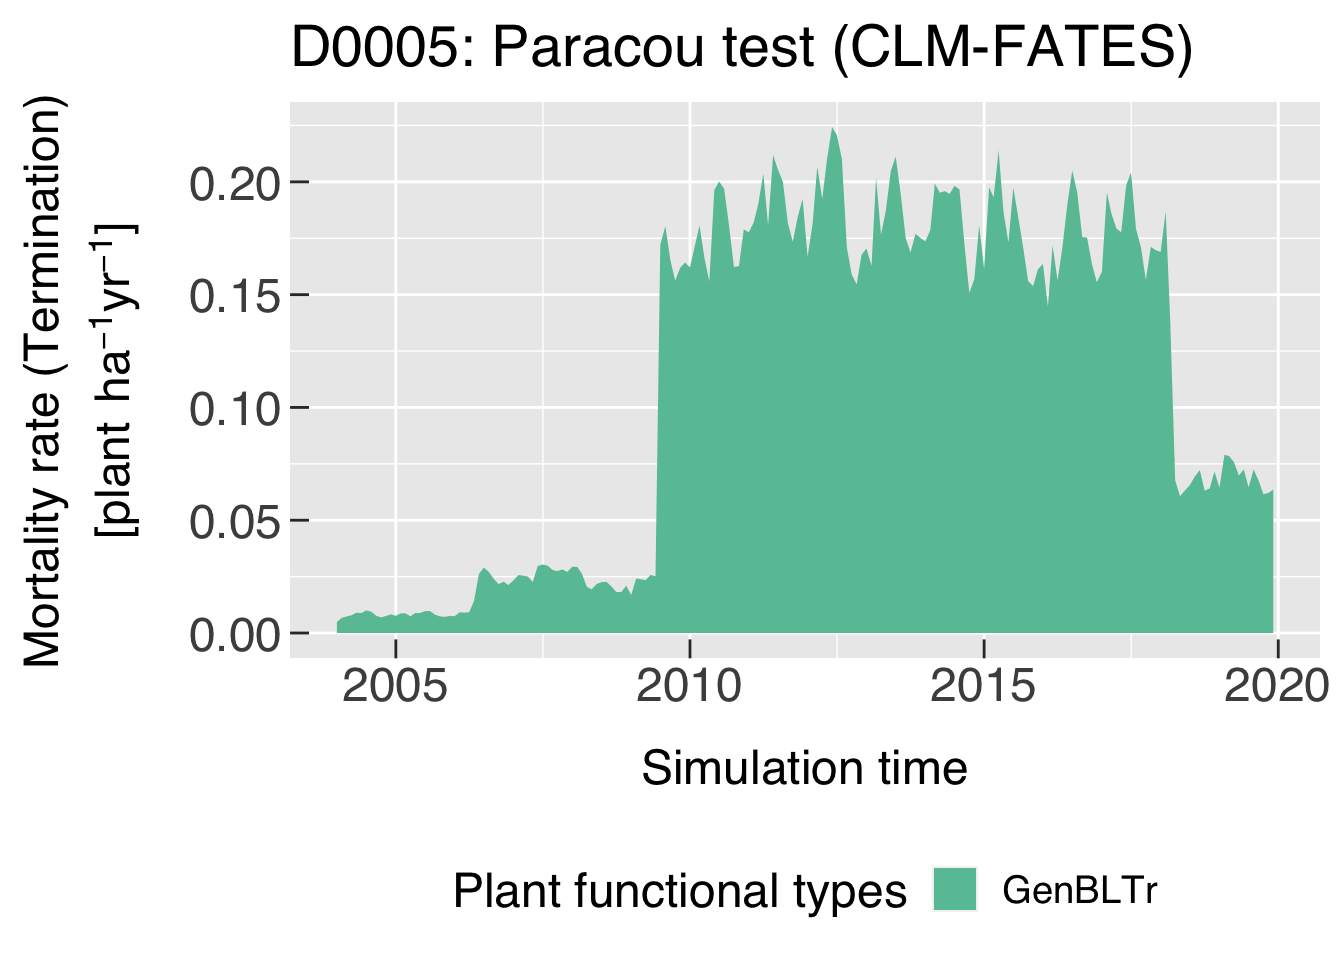 D0005: Paracou test (CLM-FATES)
Mortality rate (Termination)
[plant ha⁻¹yr⁻¹]
0.20
0.15
0.10
0.05
0.00
2005 2010 2015 2020
Simulation time
Plant functional types GenBLTr